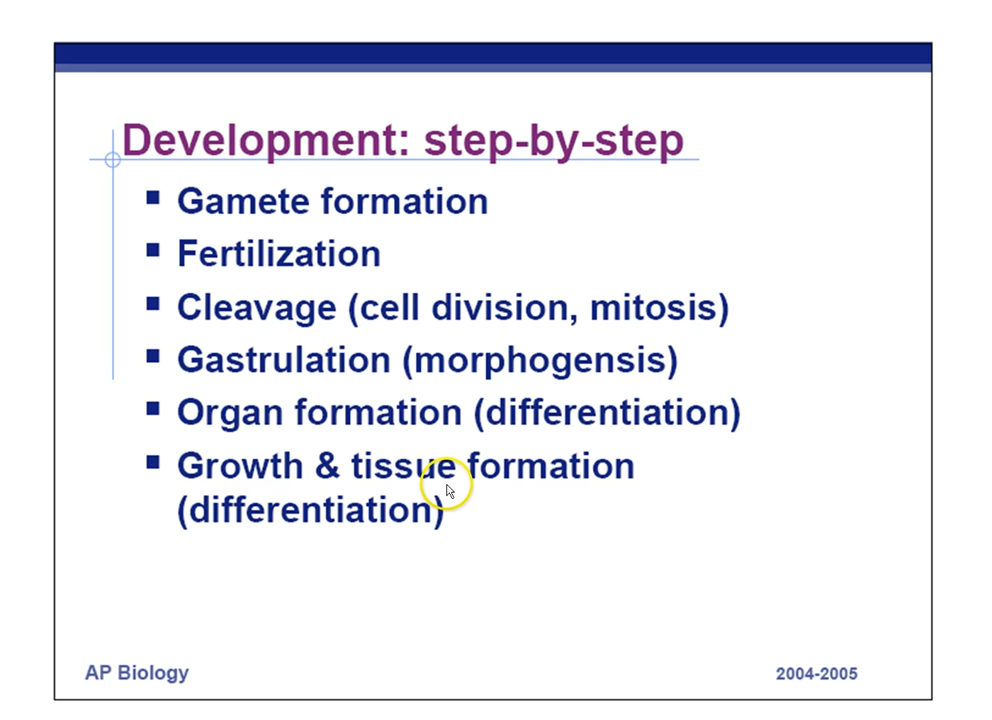 Development: step-by-step
Gamete formation
Fertilization
Cleavage (cell division, mitosis)
Gastrulation (morphogensis)
Organ formation (differentiation)
Growth & tissue formation
(differentiation)
AP Biology
2004-2005